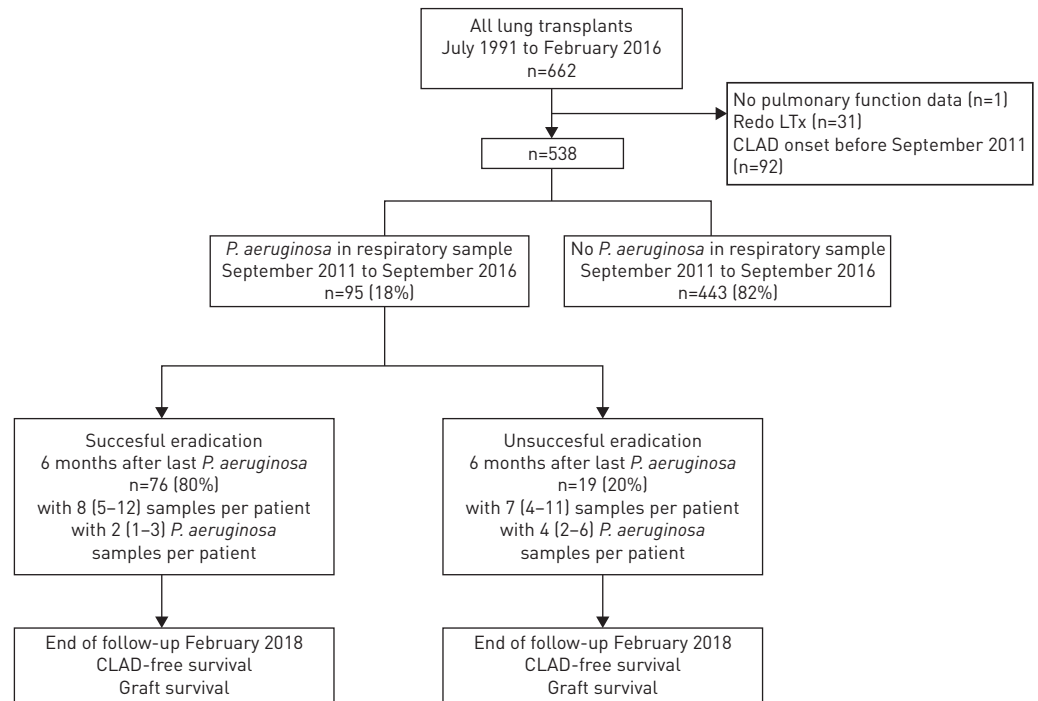 All lung transplants
July 1991 to February 2016
n=662
No pulmonary function data (n=1)
Redo LTx (n=31)
CLAD onset before September 2011
(n=92)
n=538
P. aeruginosa in respiratory sample
September 2011 to September 2016
n=95 (18%)
No P. aeruginosa in respiratory sample
September 2011 to September 2016
n=443 (82%)
Succesful eradication
6 months after last P. aeruginosa
n=76 (80%)
with 8 (5–12) samples per patient
with 2 (1–3) P. aeruginosa
samples per patient
Unsuccesful eradication
6 months after last P. aeruginosa
n=19 (20%)
with 7 (4–11) samples per patient
with 4 (2–6) P. aeruginosa
samples per patient
End of follow-up February 2018
CLAD-free survival
Graft survival
End of follow-up February 2018
CLAD-free survival
Graft survival